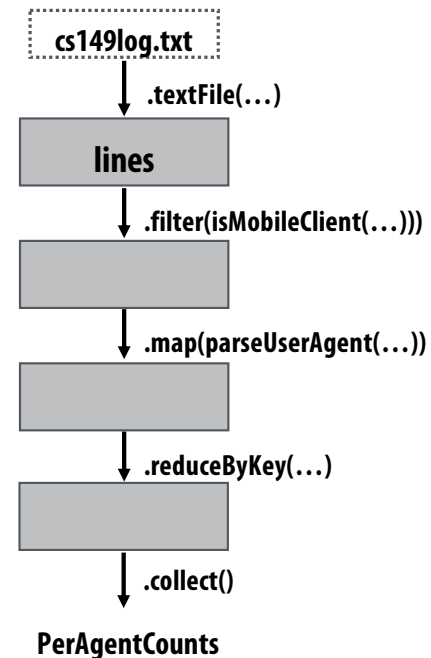 cs149log.txt
.textFile(...)
lines
.filter(isMobileClient(...)))
.map(parseUserAgent(...))
.reduceByKey(...)
.collect()
PerAgentCounts